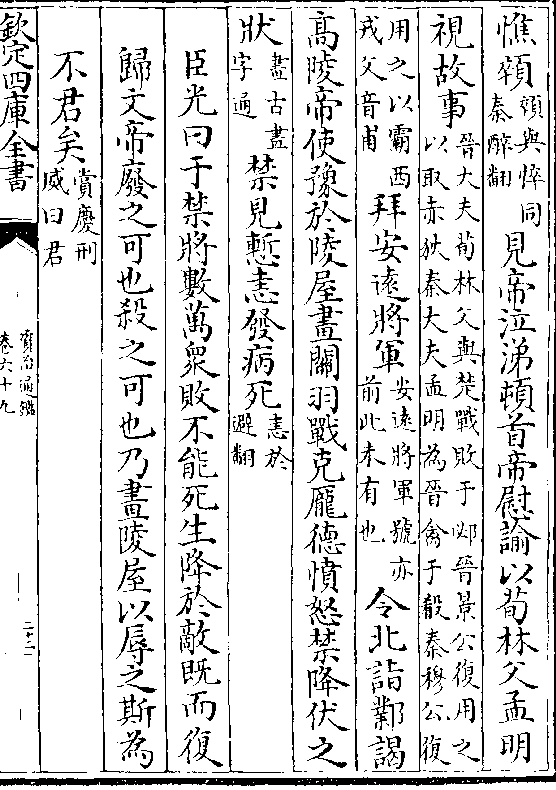 憔顇顇與悴同秦醉翻見帝泣涕頓首帝慰諭以荀林父孟明
視故事晉大夫荀林父與楚戰敗于邲晉景公復用之以取赤狄秦大夫孟明為晉禽于殽秦穆公復
用之以霸西戎父音甫拜安遠將軍安遠將軍號亦前此未有也令北詣鄴謁
髙陵帝使豫於陵屋畫關羽戰克龎德憤怒禁降伏之
狀畫古畫字通禁見慙恚發病死恚於避翻
臣光曰于禁將數萬衆敗不能死生降於敵既而復
歸文帝廢之可也殺之可也乃畫陵屋以辱之斯為
不君矣賞慶刑威曰君
欽定四庫全書
資治通鑑
卷六十九
二十二